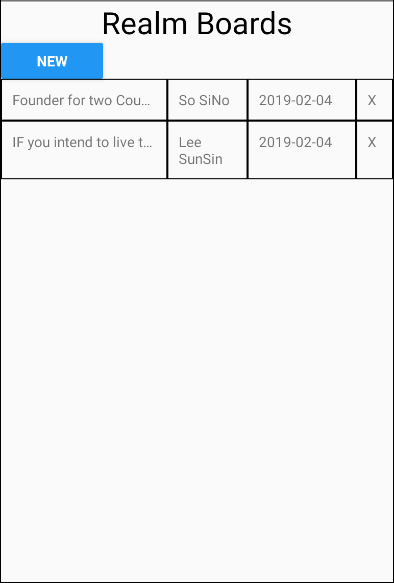 Realm Boards
NEW
Founder for two Cou... So SiNo 2019-02-04 X
IF you intend to live t... Lee 2019-02-04 X
SunSin